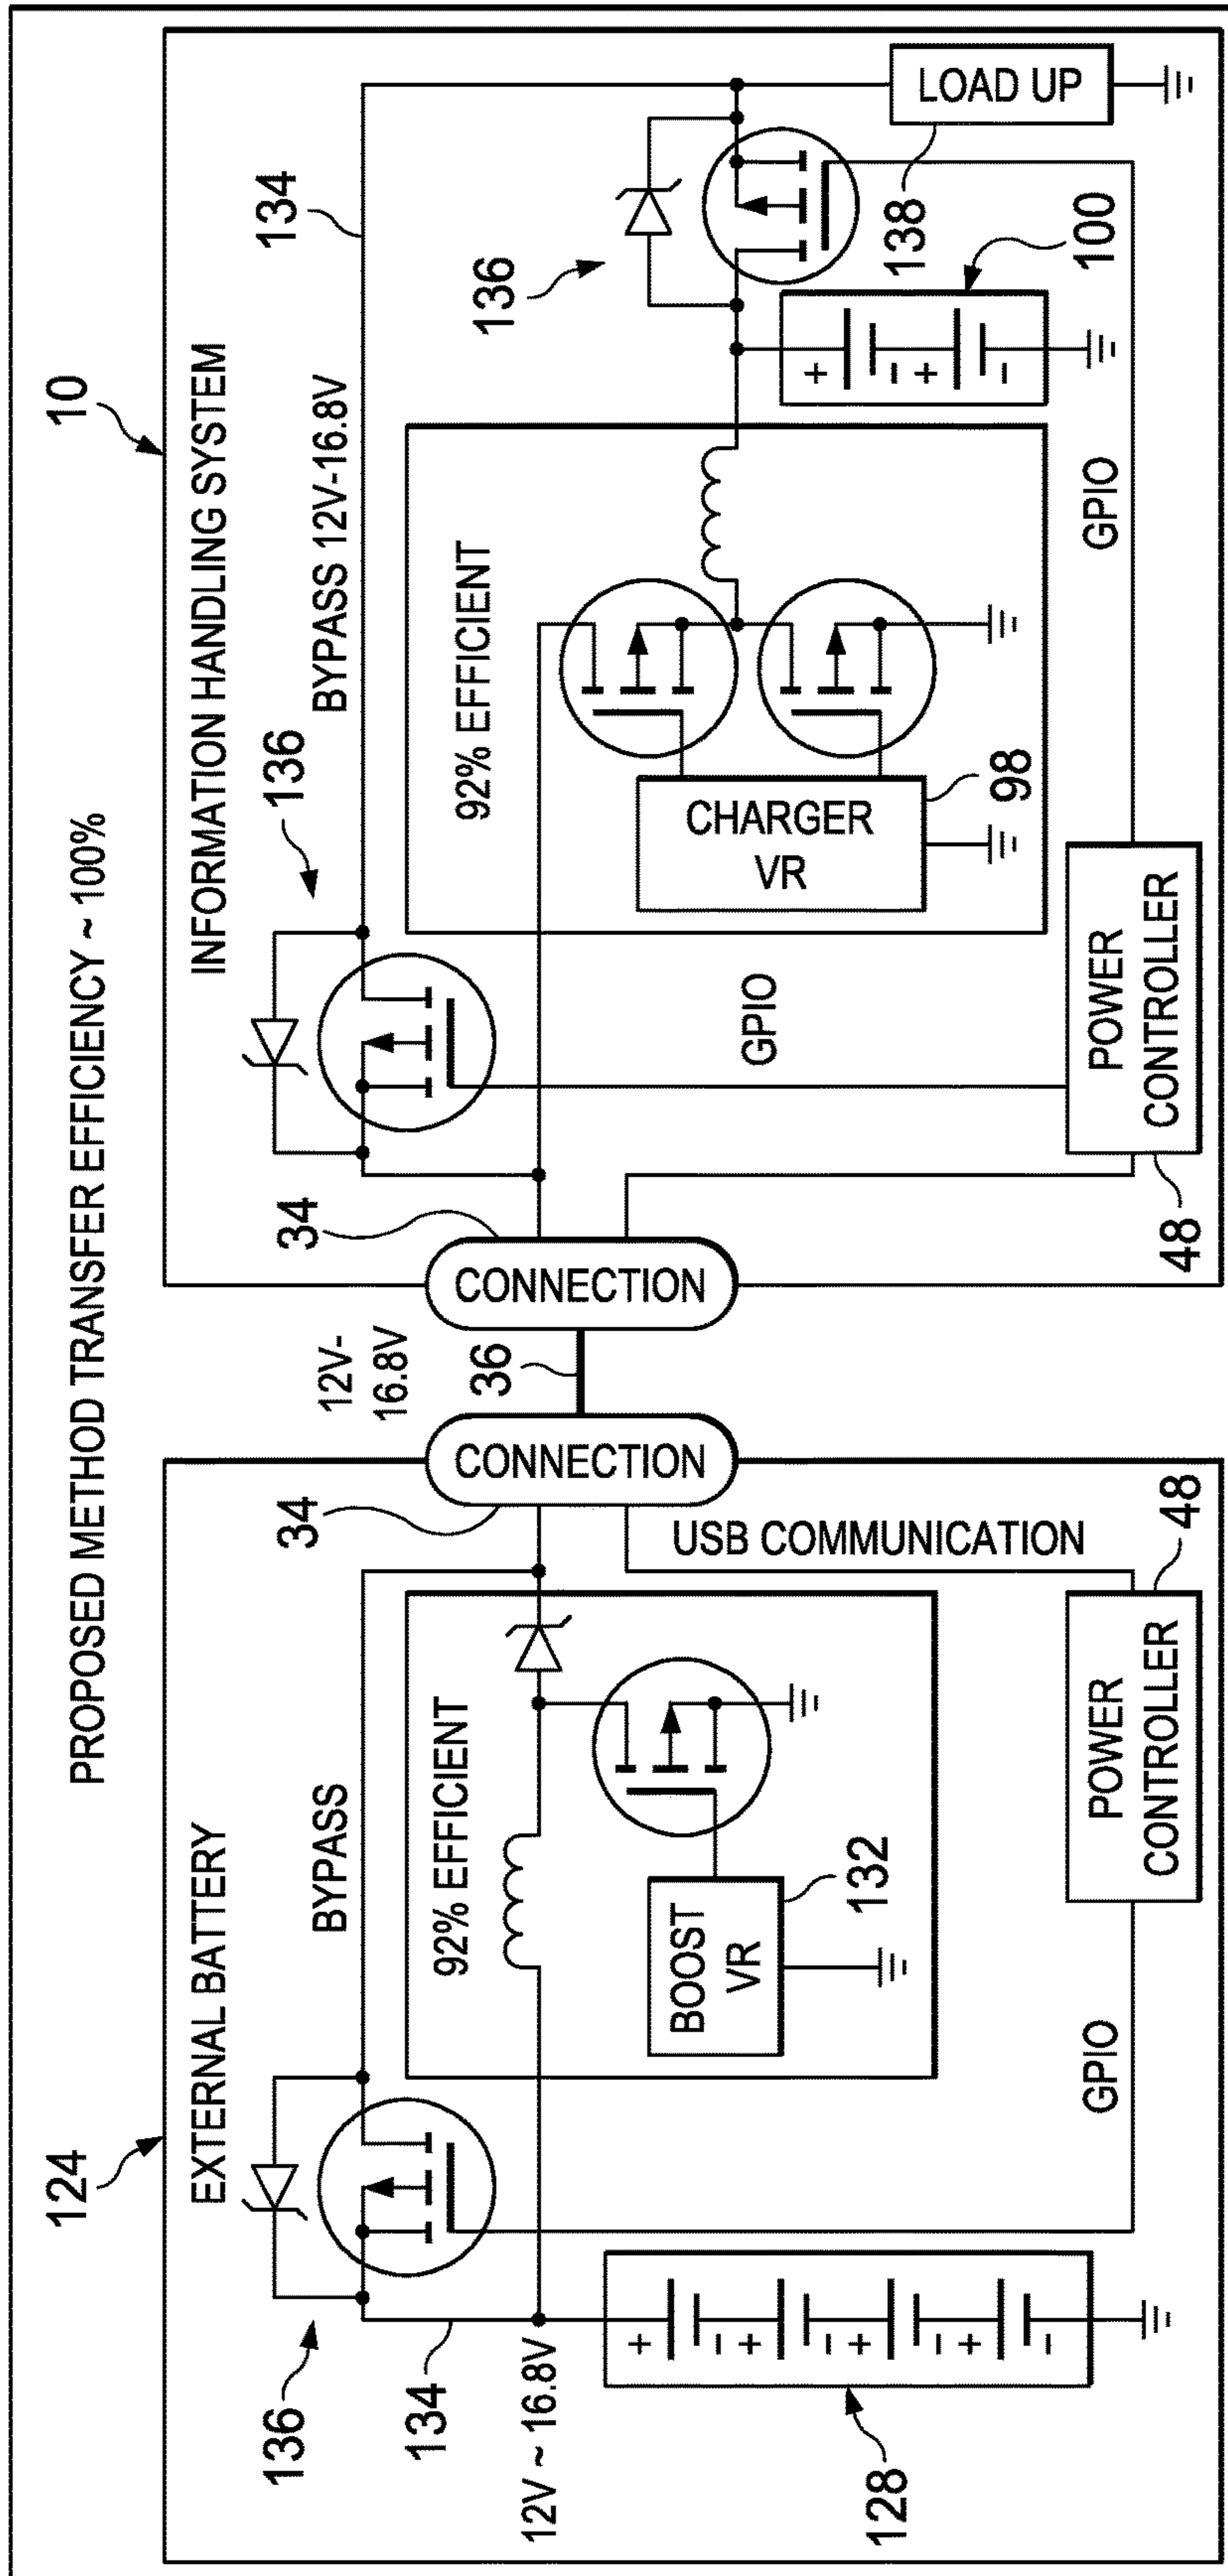 PROPOSED METHOD TRANSFER EFFICIENCY ~ 100%
124
EXTERNAL BATTERY
136
134
BYPASS
12V ~ 16.8V
92% EFFICIENT
BOOST
VR
132
+
-
+
-
+
-
+
-
128
GPIO
POWER
CONTROLLER
48
USB COMMUNICATION
34
CONNECTION
12V-
16.8V
36
10
INFORMATION HANDLING SYSTEM
34
CONNECTION
136
BYPASS 12V-16.8V
134
92% EFFICIENT
CHARGER
VR
98
GPIO
POWER
CONTROLLER
48
GPIO
136
+
-
+
-
100
LOAD UP
138